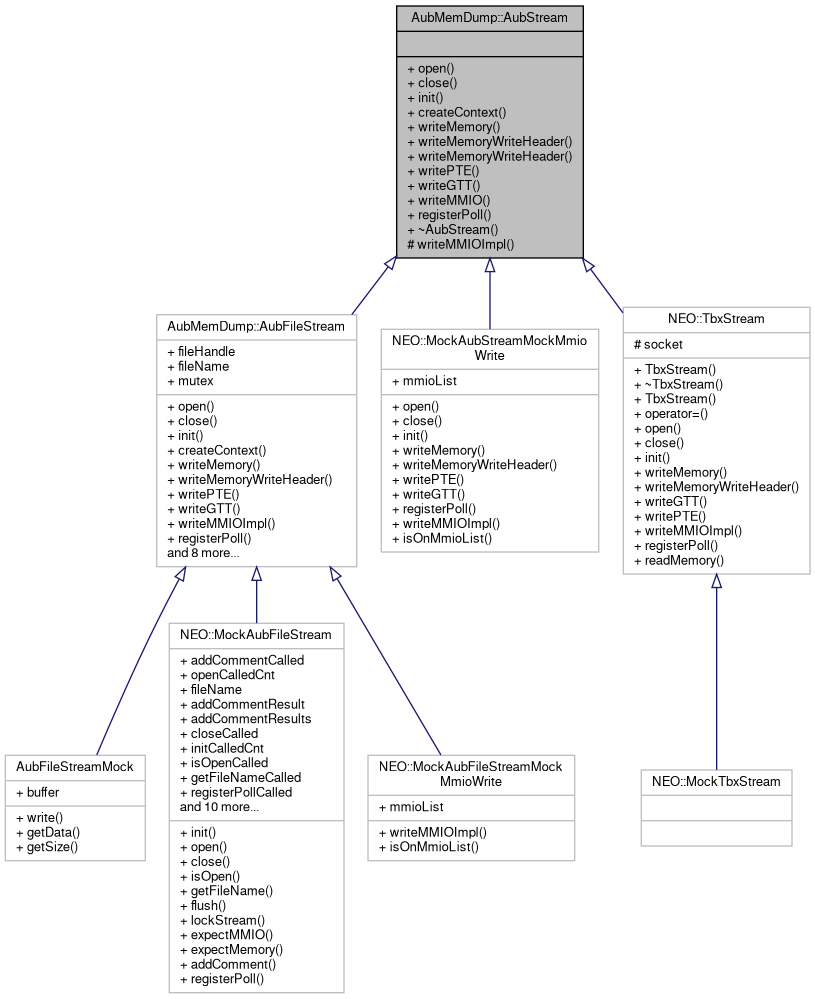 AubMemDump::AubStream
+ open()
+ close()
+ init()
+ createContext()
+ writeMemory()
+ writeMemoryWriteHeader()
+ writeMemoryWriteHeader()
+ writePTE()
+ writeGTT()
+ writeMMIO()
+ registerPoll()
+ ~AubStream()
# writeMMIOImpl()
AubMemDump::AubFileStream
+ fileHandle
+ fileName
+ mutex
+ open()
+ close()
+ init()
+ createContext()
+ writeMemory()
+ writeMemoryWriteHeader()
+ writePTE()
+ writeGTT()
+ writeMMIOImpl()
+ registerPoll()
and 8 more...
NEO::MockAubStreamMockMmio
Write
+ mmioList
+ open()
+ close()
+ init()
+ writeMemory()
+ writeMemoryWriteHeader()
+ writePTE()
+ writeGTT()
+ registerPoll()
+ writeMMIOImpl()
+ isOnMmioList()
NEO::TbxStream
# socket
+ TbxStream()
+ ~TbxStream()
+ TbxStream()
+ operator=()
+ open()
+ close()
+ init()
+ writeMemory()
+ writeMemoryWriteHeader()
+ writeGTT()
+ writePTE()
+ writeMMIOImpl()
+ registerPoll()
+ readMemory()
AubFileStreamMock
+ buffer
+ write()
+ getData()
+ getSize()
NEO::MockAubFileStream
+ addCommentCalled
+ openCalledCnt
+ fileName
+ addCommentResult
+ addCommentResults
+ closeCalled
+ initCalledCnt
+ isOpenCalled
+ getFileNameCalled
+ registerPollCalled
and 10 more...
+ init()
+ open()
+ close()
+ isOpen()
+ getFileName()
+ flush()
+ lockStream()
+ expectMMIO()
+ expectMemory()
+ addComment()
+ registerPoll()
NEO::MockAubFileStreamMock
MmioWrite
+ mmioList
+ writeMMIOImpl()
+ isOnMmioList()
NEO::MockTbxStream